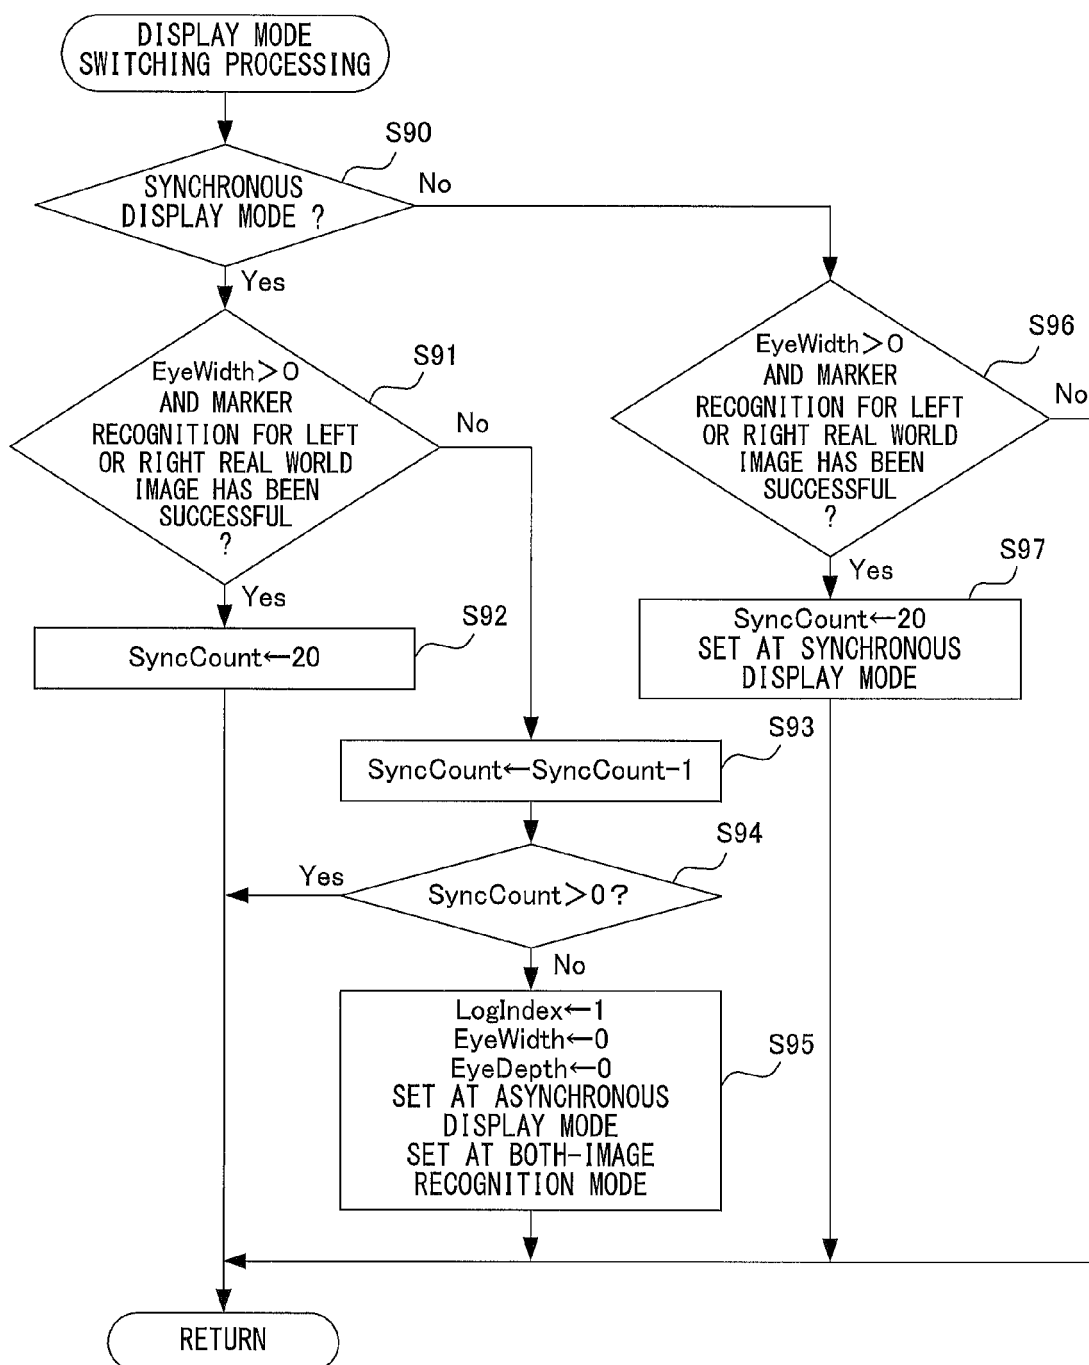 DISPLAY MODE
SWITCHING PROCESSING
S90
SYNCHRONOUS
DISPLAY MODE ?
No
Yes
S91
EyeWidth>0
AND MARKER
RECOGNITION FOR LEFT
OR RIGHT REAL WORLD
IMAGE HAS BEEN
SUCCESSFUL
?
No
Yes
S96
EyeWidth>0
AND MARKER
RECOGNITION FOR LEFT
OR RIGHT REAL WORLD
IMAGE HAS BEEN
SUCCESSFUL
?
No
Yes
S92
SyncCount←20
S97
SyncCount←20
SET AT SYNCHRONOUS
DISPLAY MODE
S93
SyncCount←SyncCount-1
S94
SyncCount>0?
Yes
No
S95
LogIndex←1
EyeWidth←0
EyeDepth←0
SET AT ASYNCHRONOUS
DISPLAY MODE
SET AT BOTH-IMAGE
RECOGNITION MODE
RETURN